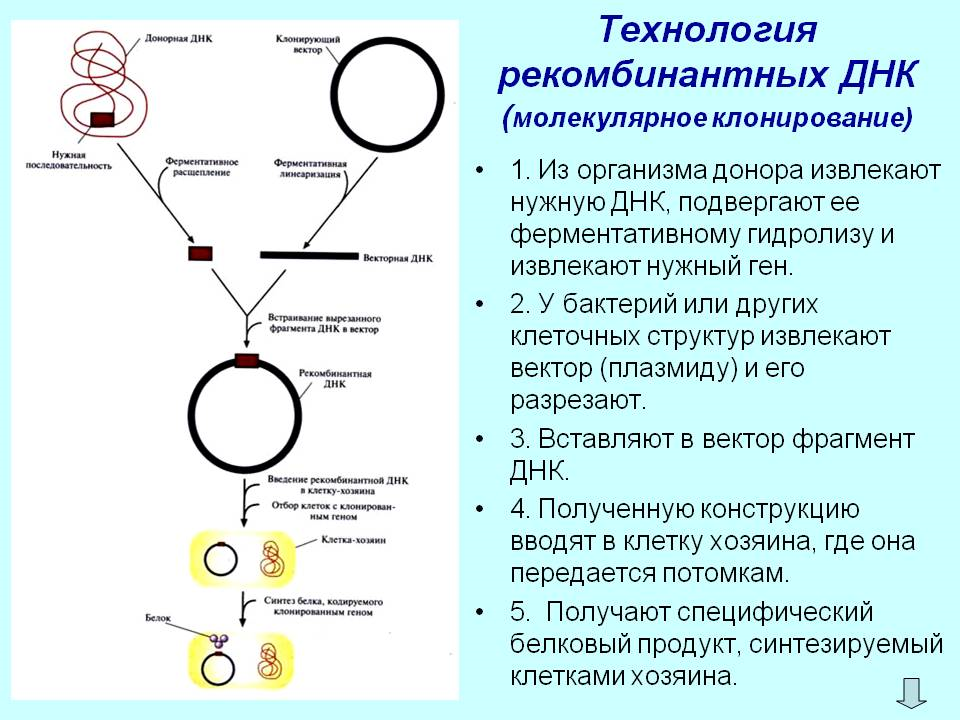 Технология
рекомбинантных ДНК
(молекулярное клонирование)
Донорная ДНК
Клонирующий
вектор
Нужная
последовательность
Ферментативное
расщепление
Ферментативная
линеаризация
Векторная ДНК
Встраивание вырезанного
фрагмента ДНК в вектор
Рекомбинантная
ДНК
Введение рекомбинантной ДНК
в клетку-хозяина
Отбор клеток с клонирован-
ным геном
Клетка-хозяин
Синтез белка, кодируемого
клонированным геном
Белок
• 1. Из организма донора извлекают
нужную ДНК, подвергают ее
ферментативному гидролизу и
извлекают нужный ген.
• 2. У бактерий или других
клеточных структур извлекают
вектор (плазмиду) и его
разрезают.
• 3. Вставляют в вектор фрагмент
ДНК.
• 4. Полученную конструкцию
вводят в клетку хозяина, где она
передается потомкам.
• 5. Получают специфический
белковый продукт, синтезируемый
клетками хозяина.